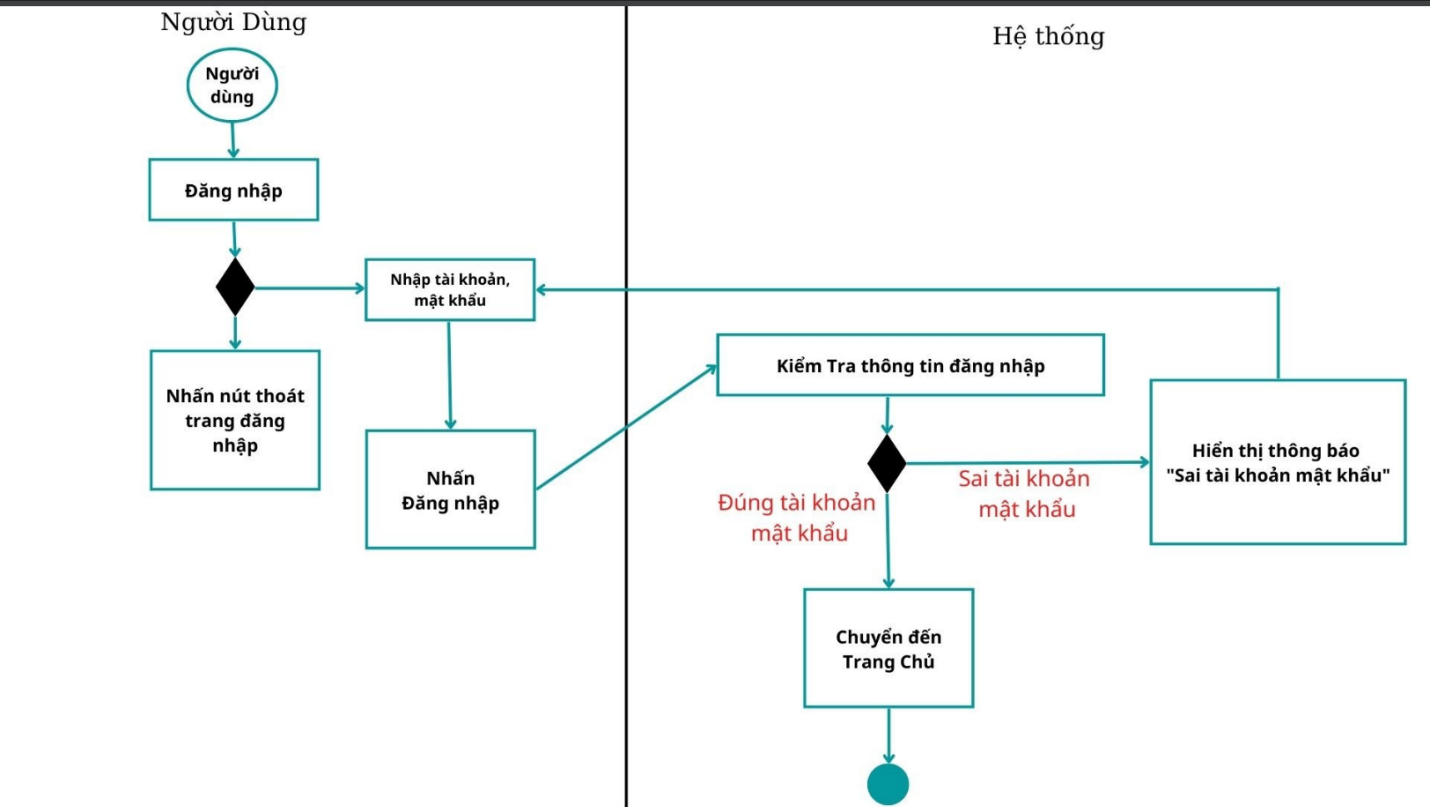 Người Dùng
Hệ thống
Người
dùng
Đăng nhập
Nhập tài khoản,
mật khẩu
Nhấn nút thoát
trang đăng
nhập
Nhấn
Đăng nhập
Kiểm Tra thông tin đăng nhập
Đúng tài khoản
mật khẩu
Sai tài khoản
mật khẩu
Hiển thị thông báo
"Sai tài khoản mật khẩu"
Chuyển đến
Trang Chủ